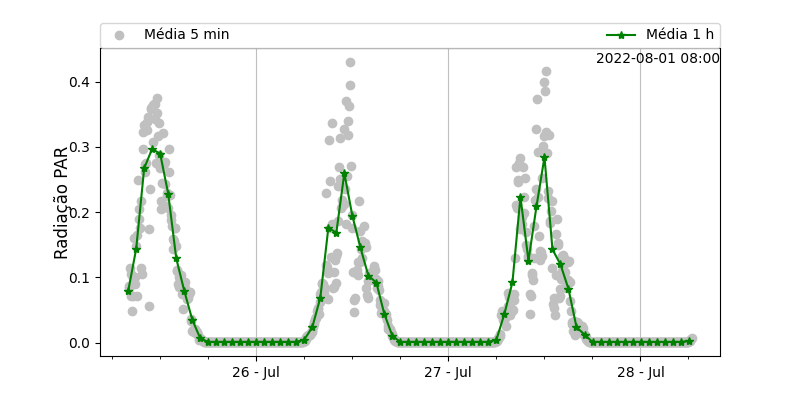 Média 5 min
Média 1 h
2022-08-01 08:00
Radiação PAR
0.4
0.3
0.2
0.1
0.0
26 - Jul
27 - Jul
28 - Jul